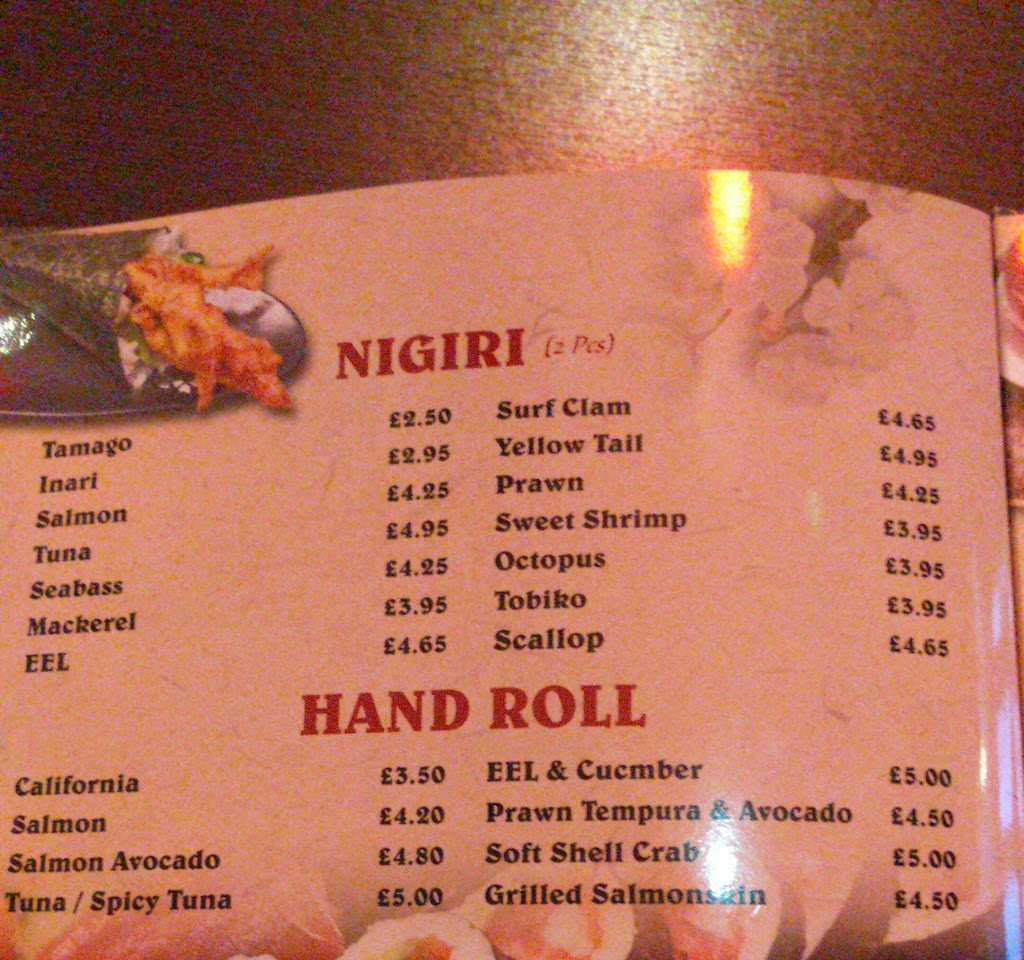 NIGIRI (2 Pcs)
Tamago £2.50 Surf Clam £4.65
Inari £2.95 Yellow Tail £4.95
Salmon £4.25 Prawn £4.25
Tuna £4.95 Sweet Shrimp £3.95
Seabass £4.25 Octopus £3.95
Mackerel £3.95 Tobiko £3.95
EEL £4.65 Scallop £4.65
HAND ROLL
California £3.50 EEL & Cucmber £5.00
Salmon £4.20 Prawn Tempura & Avocado £4.50
Salmon Avocado £4.80 Soft Shell Crab £5.00
Tuna / Spicy Tuna £5.00 Grilled Salmonskin £4.50